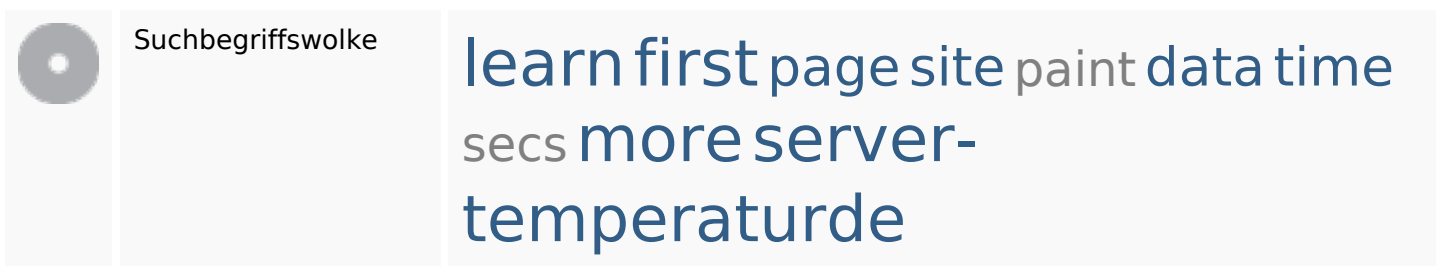 Suchbegriffswolke
learn first page site paint data time
secs more server-
temperaturde